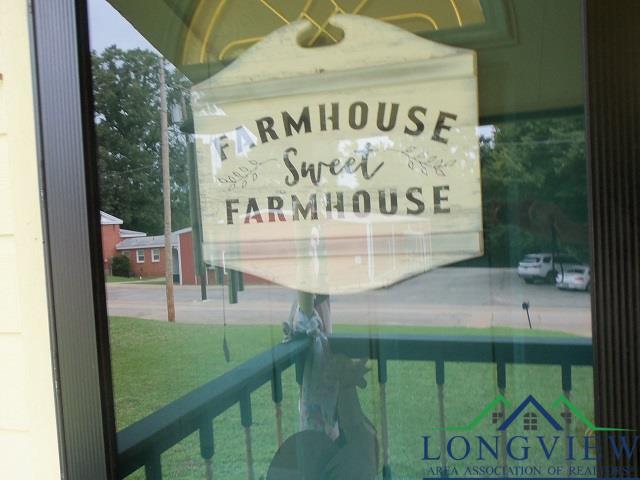 FARMHOUSE
Sweet
FARMHOUSE
LONGVIEW
AREA ASSOCIATION OF REALTORS®